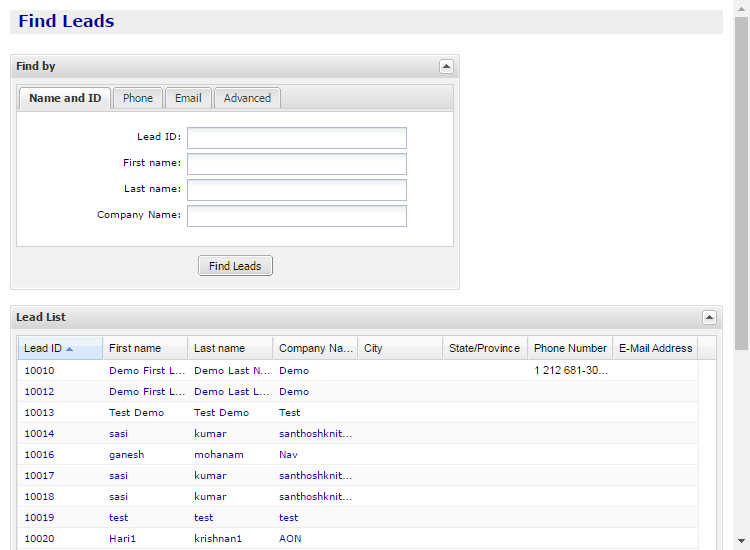 Find Leads
Find by
Name and ID Phone Email Advanced
Lead ID:
First name:
Last name:
Company Name:
Find Leads
Lead List
Lead ID First name Last name Company Na... City State/Province Phone Number E-Mail Address
10010 Demo First L... Demo Last N... Demo 1 212 681-30...
10012 Demo First L... Demo Last L... Demo
10013 Test Demo Test Demo Test
10014 sasi kumar santhoshknit...
10016 ganesh mohanam Nav
10017 sasi kumar santhoshknit...
10018 sasi kumar santhoshknit...
10019 test test test
10020 Hari1 krishnan1 AON